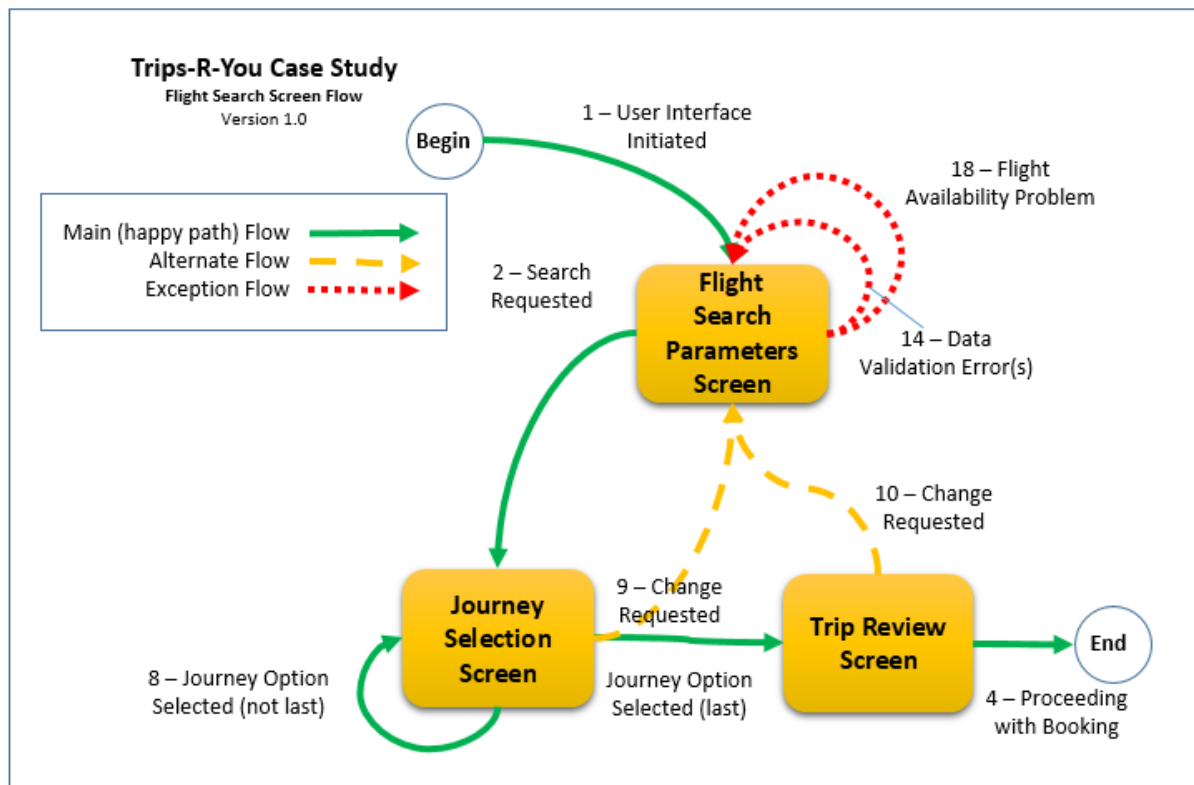 Trips-R-You Case Study
Flight Search Screen Flow
Version 1.0
Begin
1 – User Interface
Initiated
18 – Flight
Availability Problem
Main (happy path) Flow
Alternate Flow
Exception Flow
2 – Search
Requested
Flight
Search
Parameters
Screen
14 – Data
Validation Error(s)
10 – Change
Requested
Journey
Selection
Screen
9 – Change
Requested
Trip Review
Screen
End
8 – Journey Option
Selected (not last)
Journey Option
Selected (last)
4 – Proceeding
with Booking